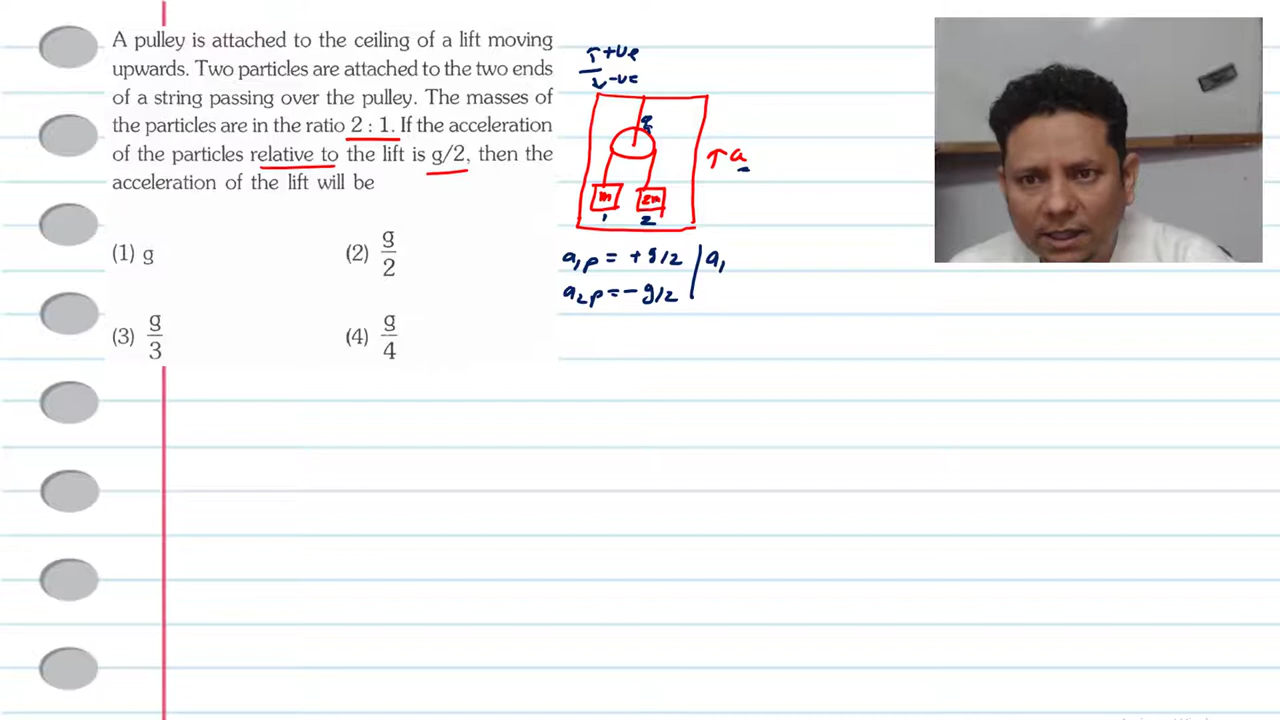 A pulley is attached to the ceiling of a lift moving
upwards. Two particles are attached to the two ends
of a string passing over the pulley. The masses of
the particles are in the ratio 2 : 1. If the acceleration
of the particles relative to the lift is g/2, then the
acceleration of the lift will be
(1) g
(2) g/2
(3) g/3
(4) g/4
↑ +ve
↓ -ve
↑ a
m
2m
1
2
a₁p = + g/2
a₁
a₂p = - g/2